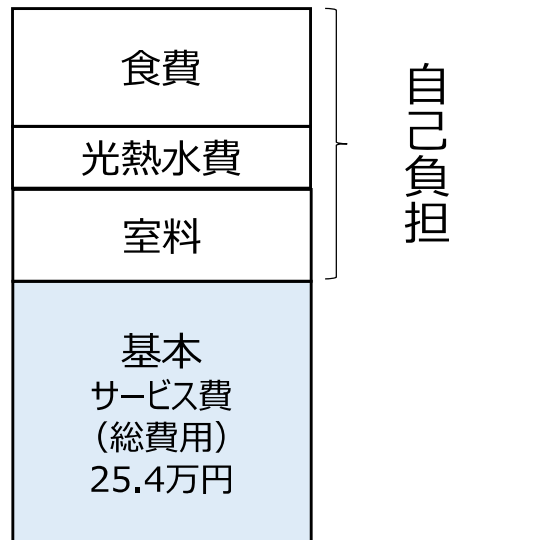 食費
光熱水費
室料
基本
サービス費
（総費用）
25.4万円
自己負担